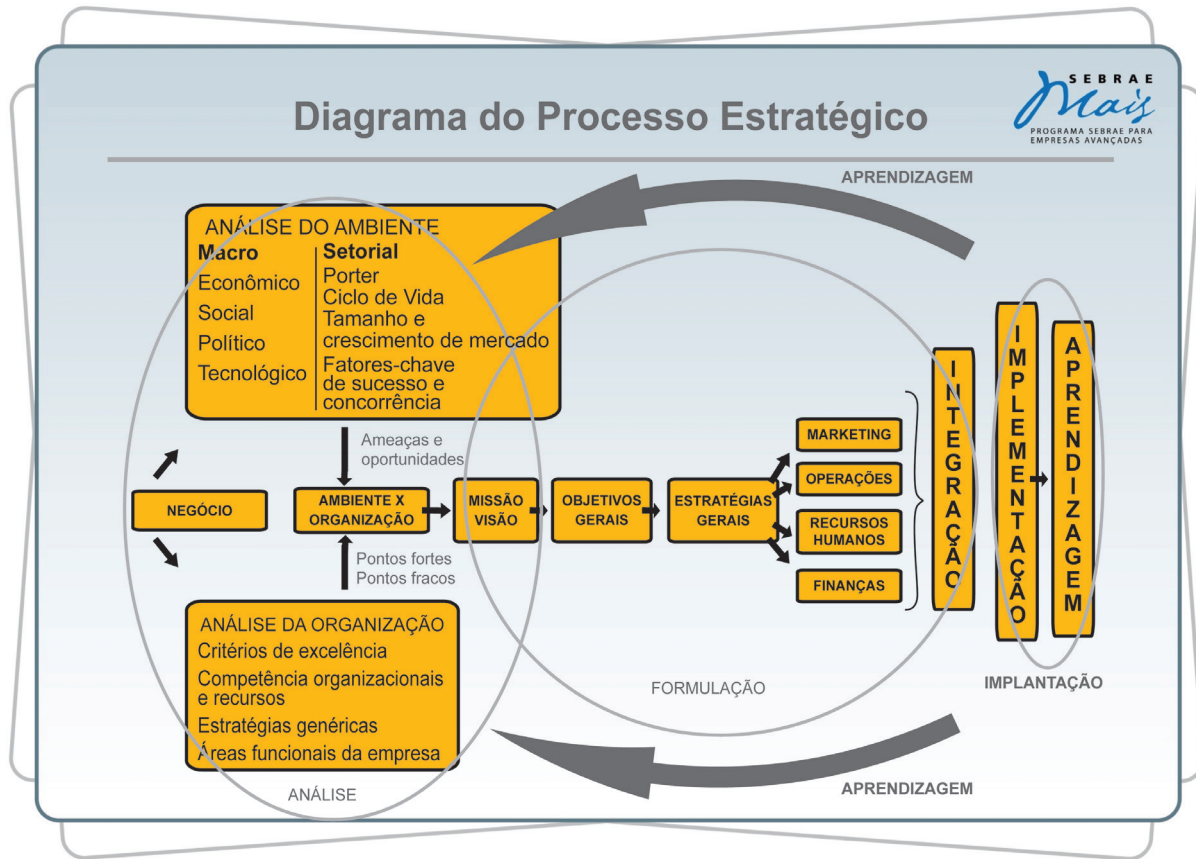 Diagrama do Processo Estratégico
SEBRAE
Mais
PROGRAMA SEBRAE PARA
EMPRESAS AVANÇADAS
APRENDIZAGEM
ANÁLISE DO AMBIENTE
Macro
Econômico
Social
Político
Tecnológico
Setorial
Porter
Ciclo de Vida
Tamanho e
crescimento de mercado
Fatores-chave
de sucesso e
concorrência
Ameaças e
oportunidades
NEGÓCIO
AMBIENTE X
ORGANIZAÇÃO
MISSÃO
VISÃO
OBJETIVOS
GERAIS
ESTRATÉGIAS
GERAIS
MARKETING
OPERAÇÕES
RECURSOS
HUMANOS
FINANÇAS
INTEGRAÇÃO
IMPLEMENTAÇÃO
APRENDIZAGEM
Pontos fortes
Pontos fracos
ANÁLISE DA ORGANIZAÇÃO
Critérios de excelência
Competência organizacionais
e recursos
Estratégias genéricas
Áreas funcionais da empresa
ANÁLISE
FORMULAÇÃO
IMPLANTAÇÃO
APRENDIZAGEM